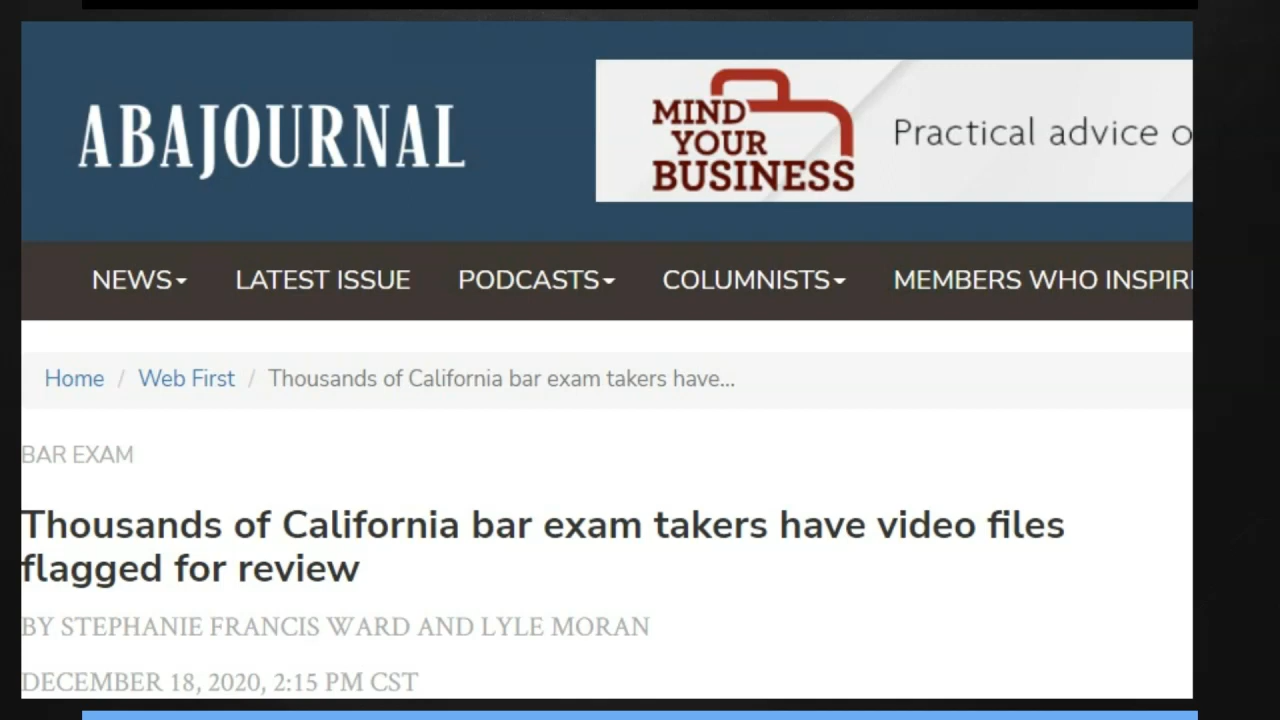 ABAJOURNAL
MIND
YOUR
BUSINESS
Practical advice o
NEWS LATEST ISSUE PODCASTS COLUMNISTS MEMBERS WHO INSPIR
Home / Web First / Thousands of California bar exam takers have...
BAR EXAM
Thousands of California bar exam takers have video files
flagged for review
BY STEPHANIE FRANCIS WARD AND LYLE MORAN
DECEMBER 18, 2020, 2:15 PM CST